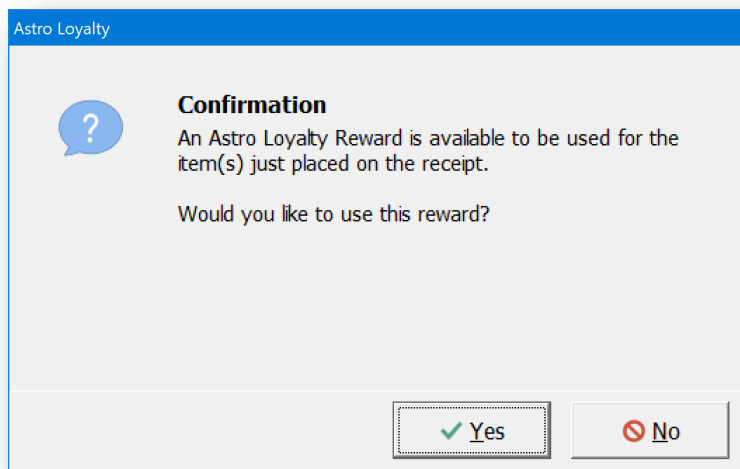 Astro Loyalty
?
Confirmation
An Astro Loyalty Reward is available to be used for the
item(s) just placed on the receipt.
Would you like to use this reward?
Yes
No